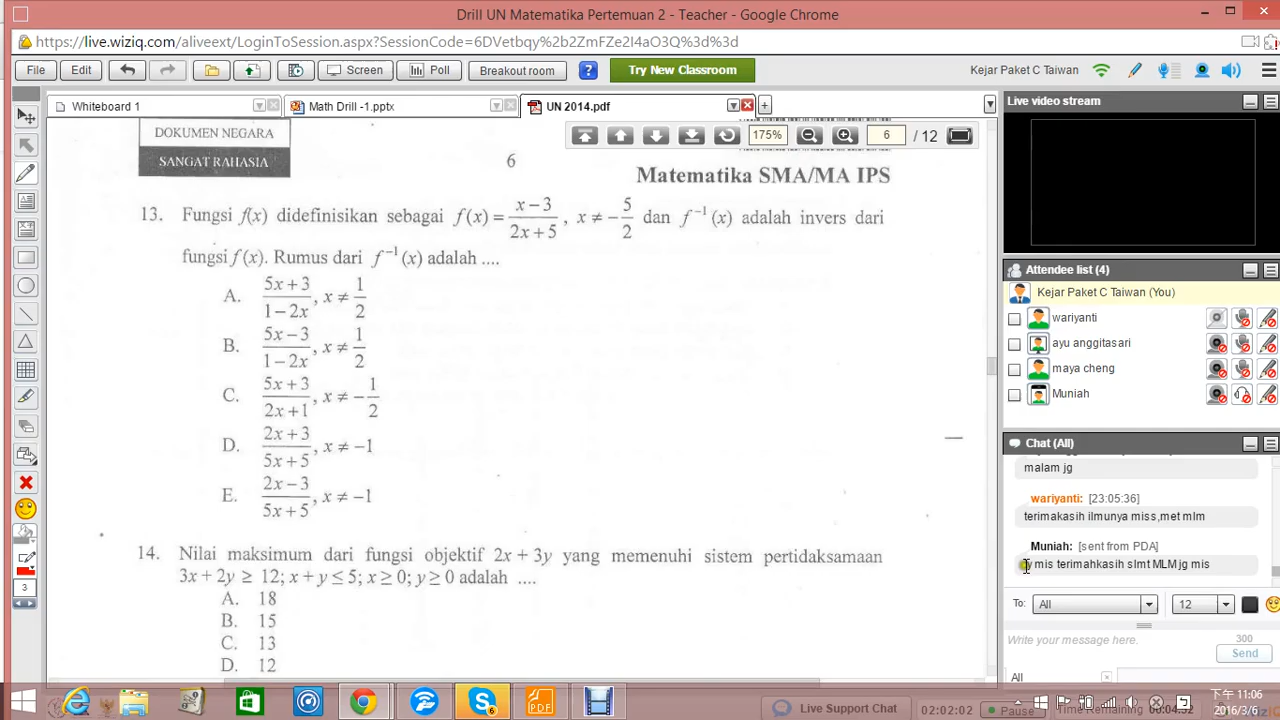 Drill UN Matematika Pertemuan 2 - Teacher - Google Chrome
https://live.wiziq.com/aliveext/LoginToSession.aspx?SessionCode=6DVetbqy%2b2ZmFZe2I4aO3Q%3d%3d
File Edit Screen Poll Breakout room ? Try New Classroom Kejar Paket C Taiwan
Whiteboard 1 Math Drill -1.pptx UN 2014.pdf
175% 6 / 12
DOKUMEN NEGARA
SANGAT RAHASIA
6
Matematika SMA/MA IPS
13. Fungsi f(x) didefinisikan sebagai f(x) = (x − 3)/(2x + 5), x ≠ −5/2 dan f⁻¹(x) adalah invers dari
fungsi f(x). Rumus dari f⁻¹(x) adalah ....
A. (5x + 3)/(1 − 2x), x ≠ 1/2
B. (5x − 3)/(1 − 2x), x ≠ 1/2
C. (5x + 3)/(2x + 1), x ≠ −1/2
D. (2x + 3)/(5x + 5), x ≠ −1
E. (2x − 3)/(5x + 5), x ≠ −1
14. Nilai maksimum dari fungsi objektif 2x + 3y yang memenuhi sistem pertidaksamaan
3x + 2y ≥ 12; x + y ≤ 5; x ≥ 0; y ≥ 0 adalah ....
A. 18
B. 15
C. 13
D. 12
3
Live video stream
Attendee list (4)
Kejar Paket C Taiwan (You)
wariyanti
ayu anggitasari
maya cheng
Muniah
Chat (All)
malam jg
wariyanti: [23:05:36]
terimakasih ilmunya miss,met mlm
Muniah: [sent from PDA]
y mis terimahkasih slmt MLM jg mis
To: All 12
Write your message here. 300
Send
All
Live Support Chat
02:02:02 Pause Time Remaining 00:04:32
6
PDF
下午 11:06
2016/3/6